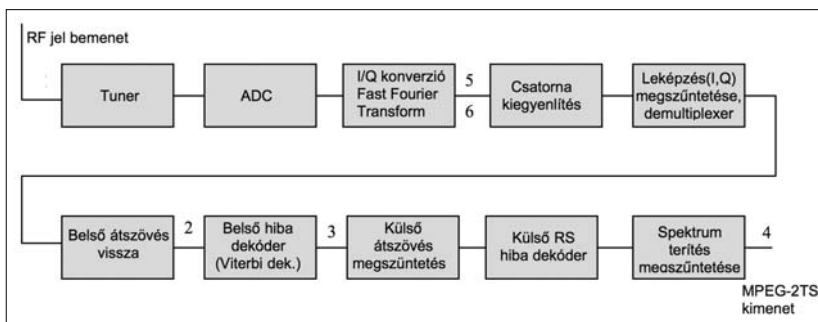 RF jel bemenet
Tuner
ADC
I/Q konverzió
Fast Fourier
Transform
5
6
Csatorna
kiegyenlítés
Leképzés(I,Q)
megszűntetése,
demultiplexer
Belső átszövés
vissza
2
Belső hiba
dekóder
(Viterbi dek.)
3
Külső
átszövés
megszüntetés
Külső RS
hiba dekóder
Spektrum
terítés
megszűntetése
4
MPEG-2TS
kimenet